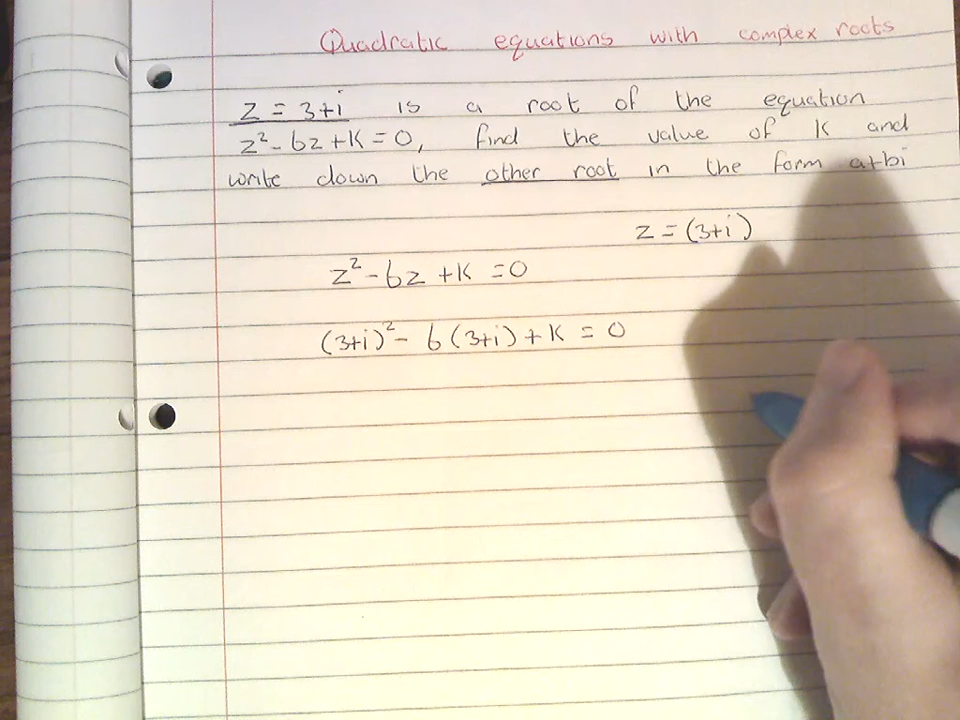 Quadratic equations with complex roots
z = 3+i is a root of the equation
z² - 6z + k = 0, find the value of k and
write down the other root in the form a+bi
z = (3+i)
z² - 6z + k = 0
(3+i)² - 6(3+i) + k = 0